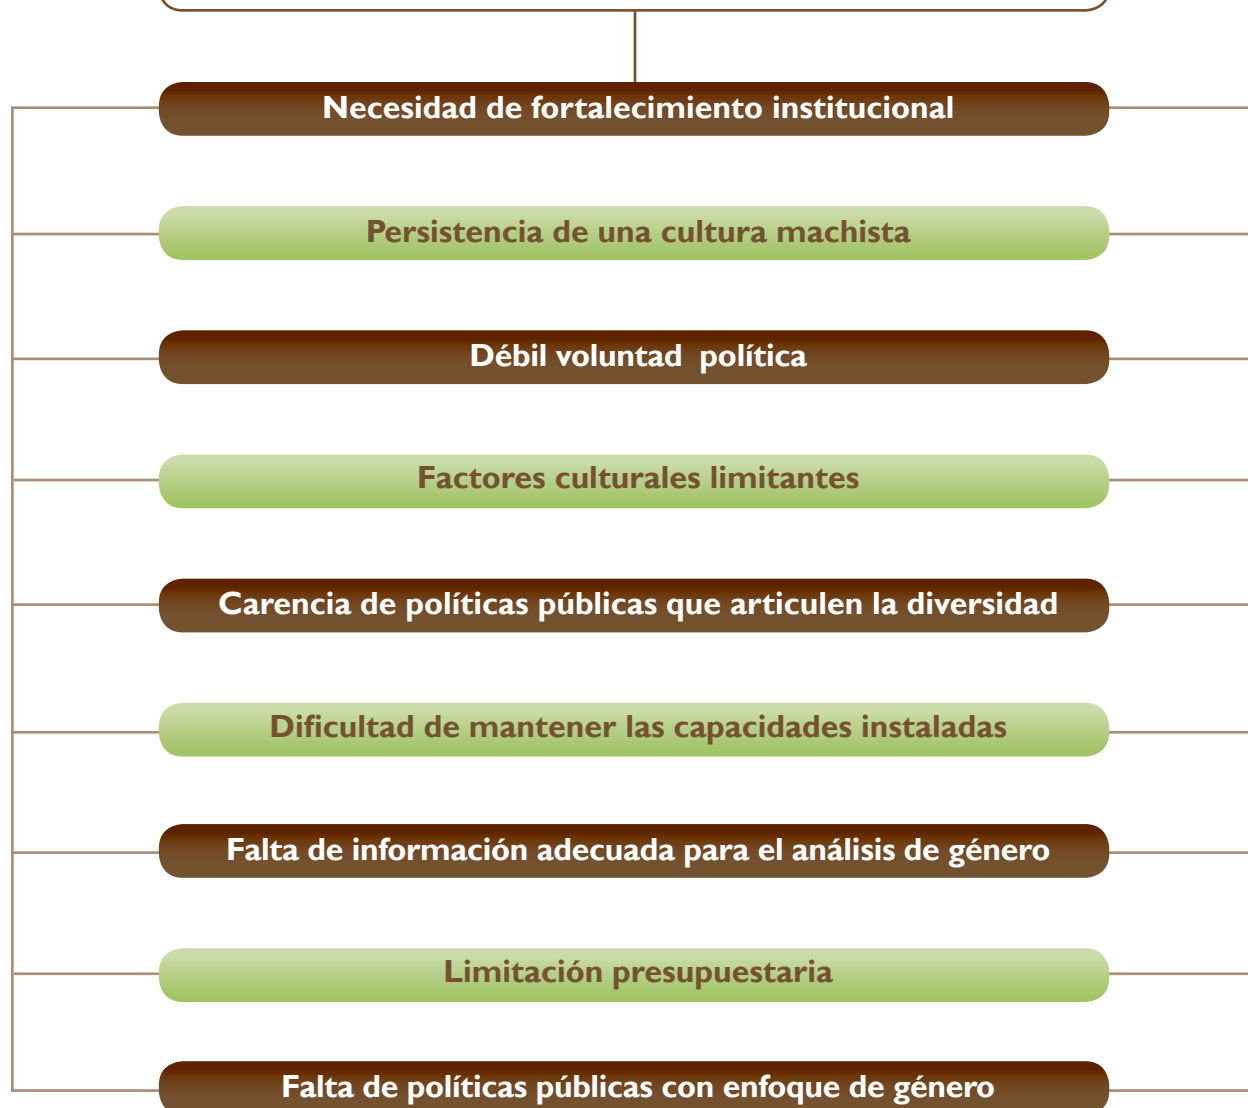 Necesidad de fortalecimiento institucional
Persistencia de una cultura machista
Débil voluntad  política
Factores culturales limitantes
Carencia de políticas públicas que articulen la diversidad
Dificultad de mantener las capacidades instaladas
Falta de información adecuada para el análisis de género
Limitación presupuestaria
Falta de políticas públicas con enfoque de género